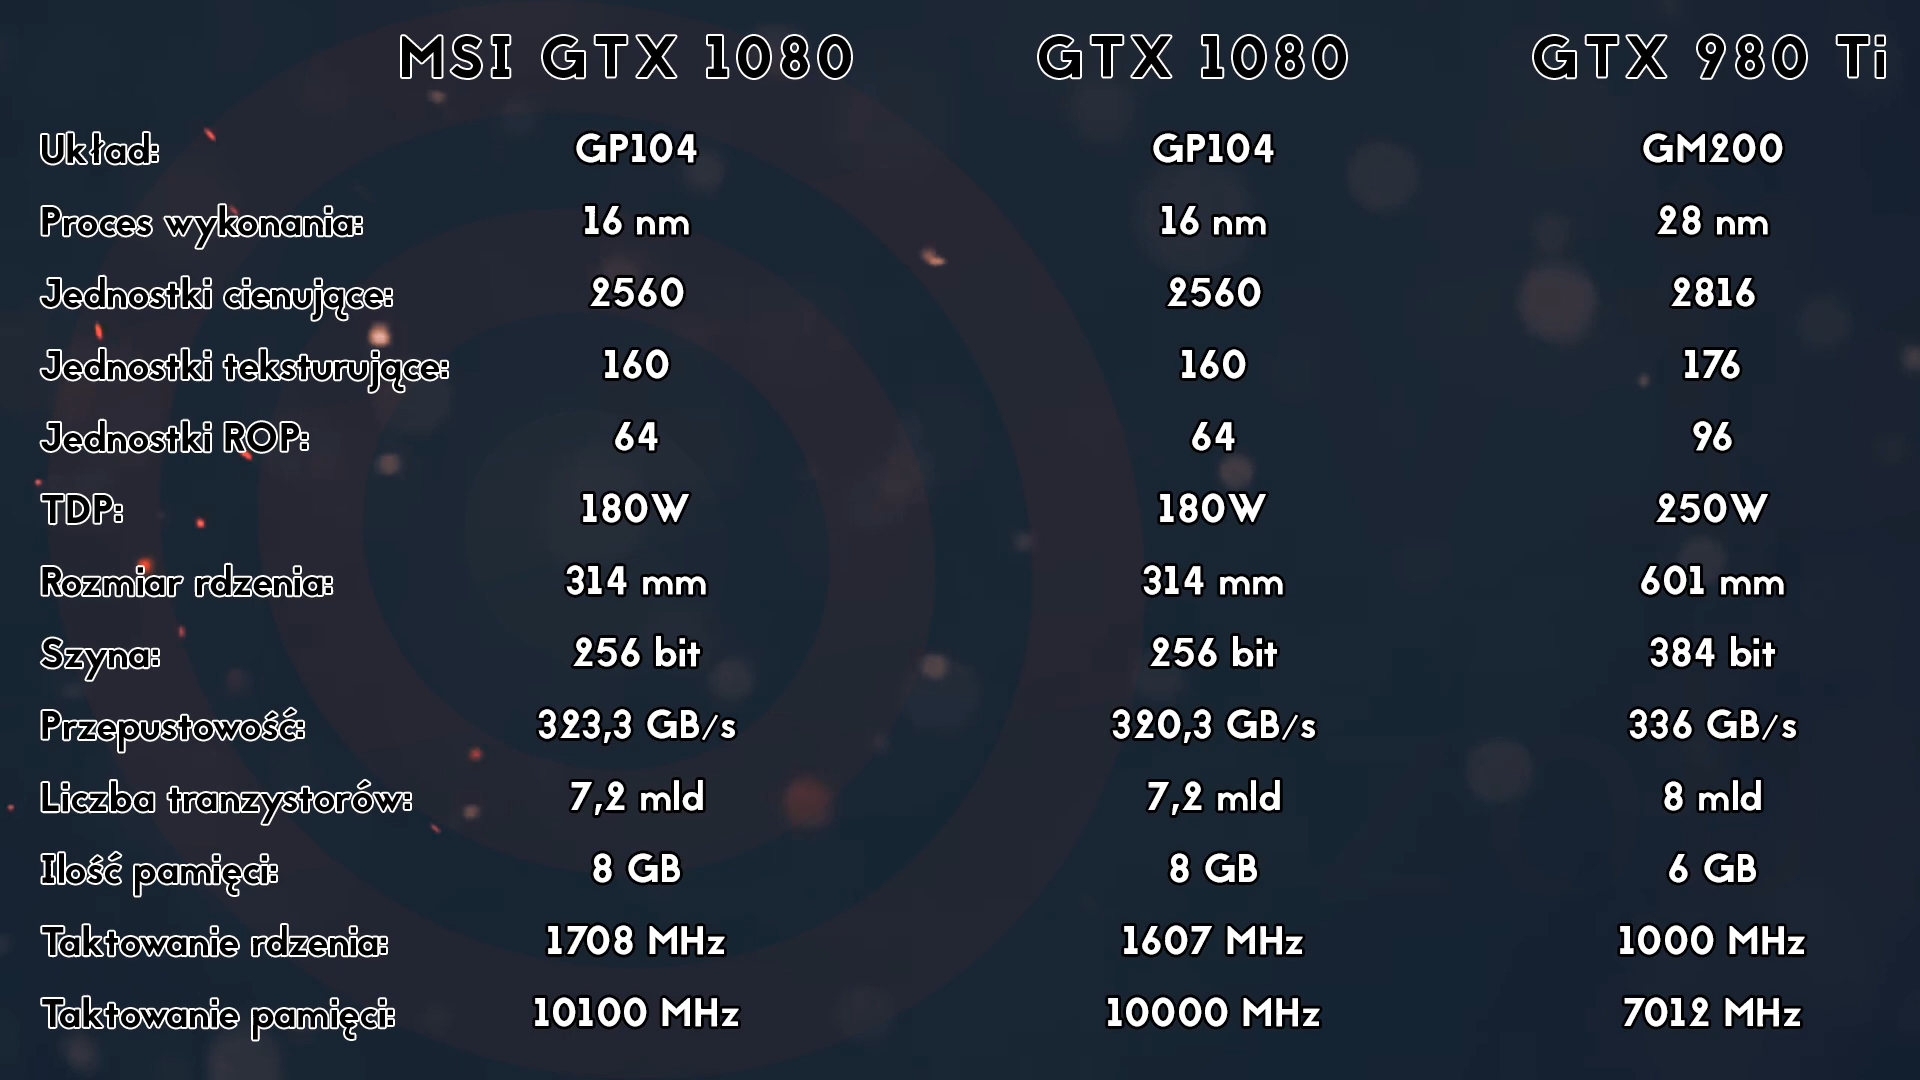 MSI GTX 1080 GTX 1080 GTX 980 Ti
Układ: GP104 GP104 GM200
Proces wykonania: 16 nm 16 nm 28 nm
Jednostki cienujące: 2560 2560 2816
Jednostki teksturujące: 160 160 176
Jednostki ROP: 64 64 96
TDP: 180W 180W 250W
Rozmiar rdzenia: 314 mm 314 mm 601 mm
Szyna: 256 bit 256 bit 384 bit
Przepustowość: 323,3 GB/s 320,3 GB/s 336 GB/s
Liczba tranzystorów: 7,2 mld 7,2 mld 8 mld
Ilość pamięci: 8 GB 8 GB 6 GB
Taktowanie rdzenia: 1708 MHz 1607 MHz 1000 MHz
Taktowanie pamięci: 10100 MHz 10000 MHz 7012 MHz